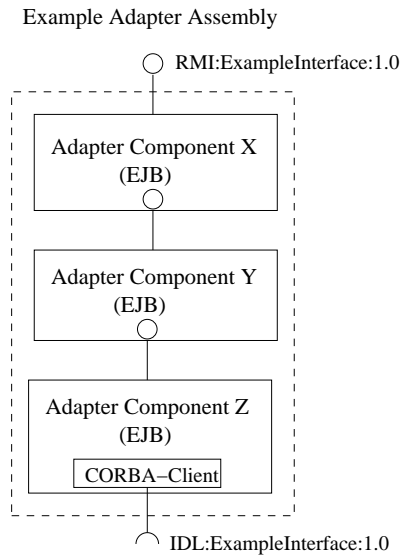 Example Adapter Assembly
RMI:ExampleInterface:1.0
Adapter Component X
(EJB)
Adapter Component Y
(EJB)
Adapter Component Z
(EJB)
CORBA−Client
IDL:ExampleInterface:1.0